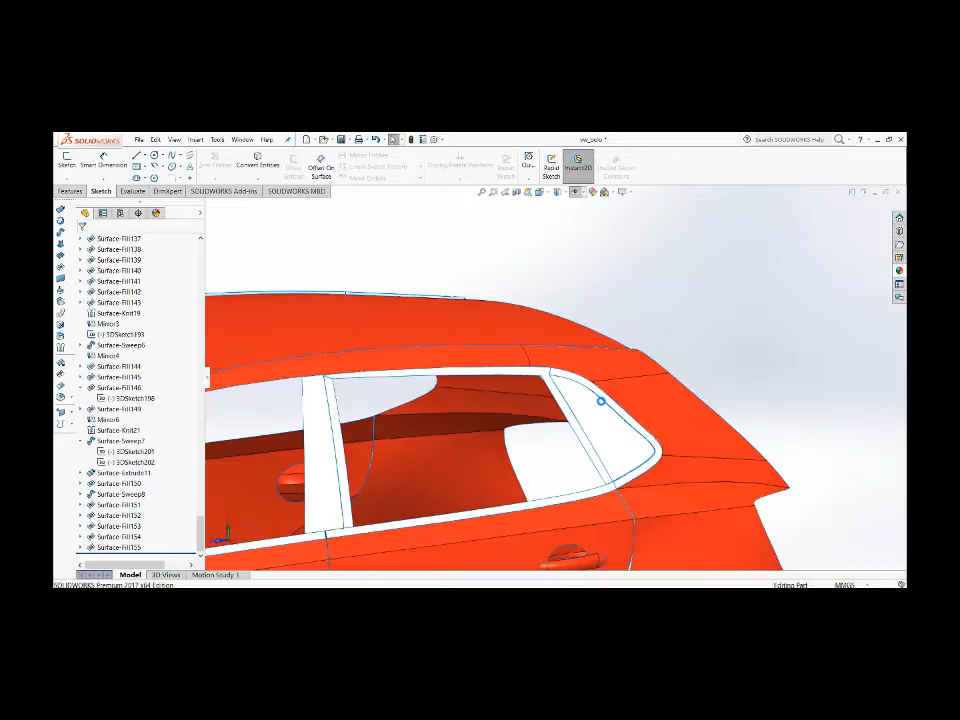 SOLIDWORKS File Edit View Insert Tools Window Help vw_polo * Search SOLIDWORKS Help
Sketch Smart Dimension Trim Entities Convert Entities Offset Entities Offset On Surface Mirror Entities Linear Sketch Pattern Move Entities Display/Delete Relations Repair Sketch Rapid Sketch Instant2D Shaded Sketch
Features Sketch Evaluate DimXpert SOLIDWORKS Add-Ins SOLIDWORKS MBD
Surface-Fill137
Surface-Fill138
Surface-Fill139
Surface-Fill140
Surface-Fill141
Surface-Fill142
Surface-Fill143
Surface-Knit19
Mirror3
(-) 3DSketch193
Surface-Sweep6
Mirror4
Surface-Fill144
Surface-Fill145
Surface-Fill146
(-) 3DSketch198
Surface-Fill149
Mirror6
Surface-Knit21
Surface-Sweep7
(-) 3DSketch201
(-) 3DSketch202
Surface-Extrude11
Surface-Fill150
Surface-Sweep8
Surface-Fill151
Surface-Fill152
Surface-Fill153
Surface-Fill154
Surface-Fill155
Model 3D Views Motion Study 1
SOLIDWORKS Premium 2017 x64 Edition Editing Part MMGS